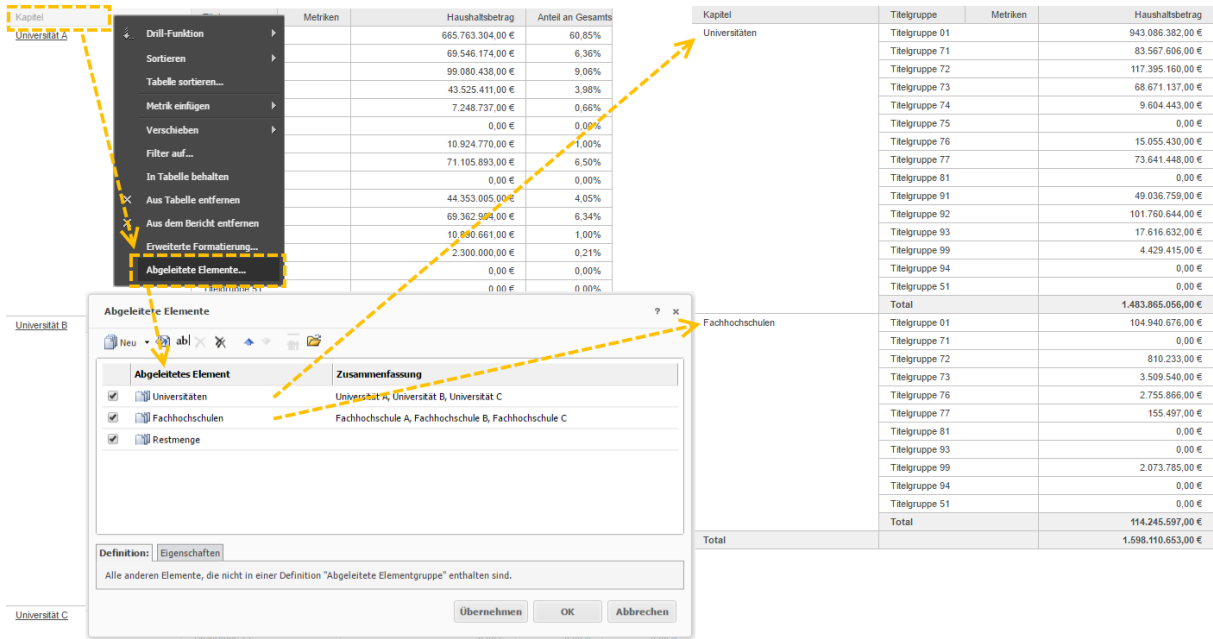 Kapitel Metriken Haushaltsbetrag Anteil an Gesamts
Universität A 665.763.304,00 € 60,85%
69.546.174,00 € 6,36%
99.080.438,00 € 9,06%
43.525.411,00 € 3,98%
7.248.737,00 € 0,66%
0,00 € 0,00%
10.924.770,00 € 1,00%
71.105.893,00 € 6,50%
0,00 € 0,00%
44.353.005,00 € 4,05%
69.362.904,00 € 6,34%
10.890.661,00 € 1,00%
2.300.000,00 € 0,21%
0,00 € 0,00%
Titelgruppe 51 0,00 € 0,00%
Drill-Funktion
Sortieren
Tabelle sortieren...
Metrik einfügen
Verschieben
Filter auf...
In Tabelle behalten
Aus Tabelle entfernen
Aus dem Bericht entfernen
Erweiterte Formatierung...
Abgeleitete Elemente...
Universität B
Universität C
Abgeleitete Elemente ? x
Neu abl
Abgeleitetes Element Zusammenfassung
Universitäten Universität A, Universität B, Universität C
Fachhochschulen Fachhochschule A, Fachhochschule B, Fachhochschule C
Restmenge
Definition: Eigenschaften
Alle anderen Elemente, die nicht in einer Definition "Abgeleitete Elementgruppe" enthalten sind.
Übernehmen OK Abbrechen
Kapitel Titelgruppe Metriken Haushaltsbetrag
Universitäten Titelgruppe 01 943.086.382,00 €
Titelgruppe 71 83.567.606,00 €
Titelgruppe 72 117.395.160,00 €
Titelgruppe 73 68.671.137,00 €
Titelgruppe 74 9.604.443,00 €
Titelgruppe 75 0,00 €
Titelgruppe 76 15.055.430,00 €
Titelgruppe 77 73.641.448,00 €
Titelgruppe 81 0,00 €
Titelgruppe 91 49.036.759,00 €
Titelgruppe 92 101.760.644,00 €
Titelgruppe 93 17.616.632,00 €
Titelgruppe 99 4.429.415,00 €
Titelgruppe 94 0,00 €
Titelgruppe 51 0,00 €
Total 1.483.865.056,00 €
Fachhochschulen Titelgruppe 01 104.940.676,00 €
Titelgruppe 71 0,00 €
Titelgruppe 72 810.233,00 €
Titelgruppe 73 3.509.540,00 €
Titelgruppe 76 2.755.866,00 €
Titelgruppe 77 155.497,00 €
Titelgruppe 81 0,00 €
Titelgruppe 93 0,00 €
Titelgruppe 99 2.073.785,00 €
Titelgruppe 94 0,00 €
Titelgruppe 51 0,00 €
Total 114.245.597,00 €
Total 1.598.110.653,00 €